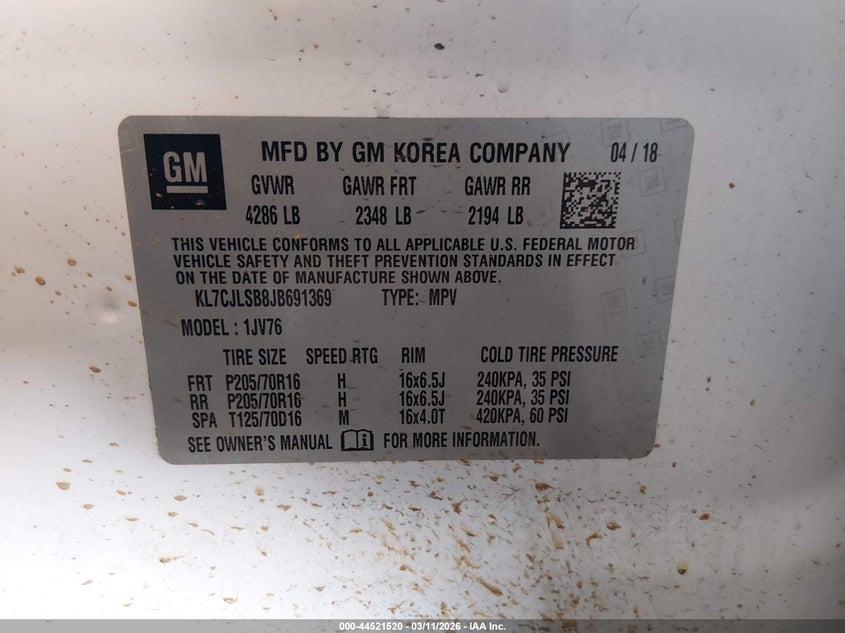 GM MFD BY GM KOREA COMPANY 04 / 18
GVWR GAWR FRT GAWR RR
4286 LB 2348 LB 2194 LB
THIS VEHICLE CONFORMS TO ALL APPLICABLE U.S. FEDERAL MOTOR
VEHICLE SAFETY AND THEFT PREVENTION STANDARDS IN EFFECT
ON THE DATE OF MANUFACTURE SHOWN ABOVE.
KL7CJLSB8JB691369 TYPE: MPV
MODEL : 1JV76
TIRE SIZE SPEED RTG RIM COLD TIRE PRESSURE
FRT P205/70R16 H 16x6.5J 240KPA, 35 PSI
RR P205/70R16 H 16x6.5J 240KPA, 35 PSI
SPA T125/70D16 M 16x4.0T 420KPA, 60 PSI
SEE OWNER'S MANUAL FOR MORE INFORMATION.
000-44521520 - 03/11/2026 - IAA Inc.